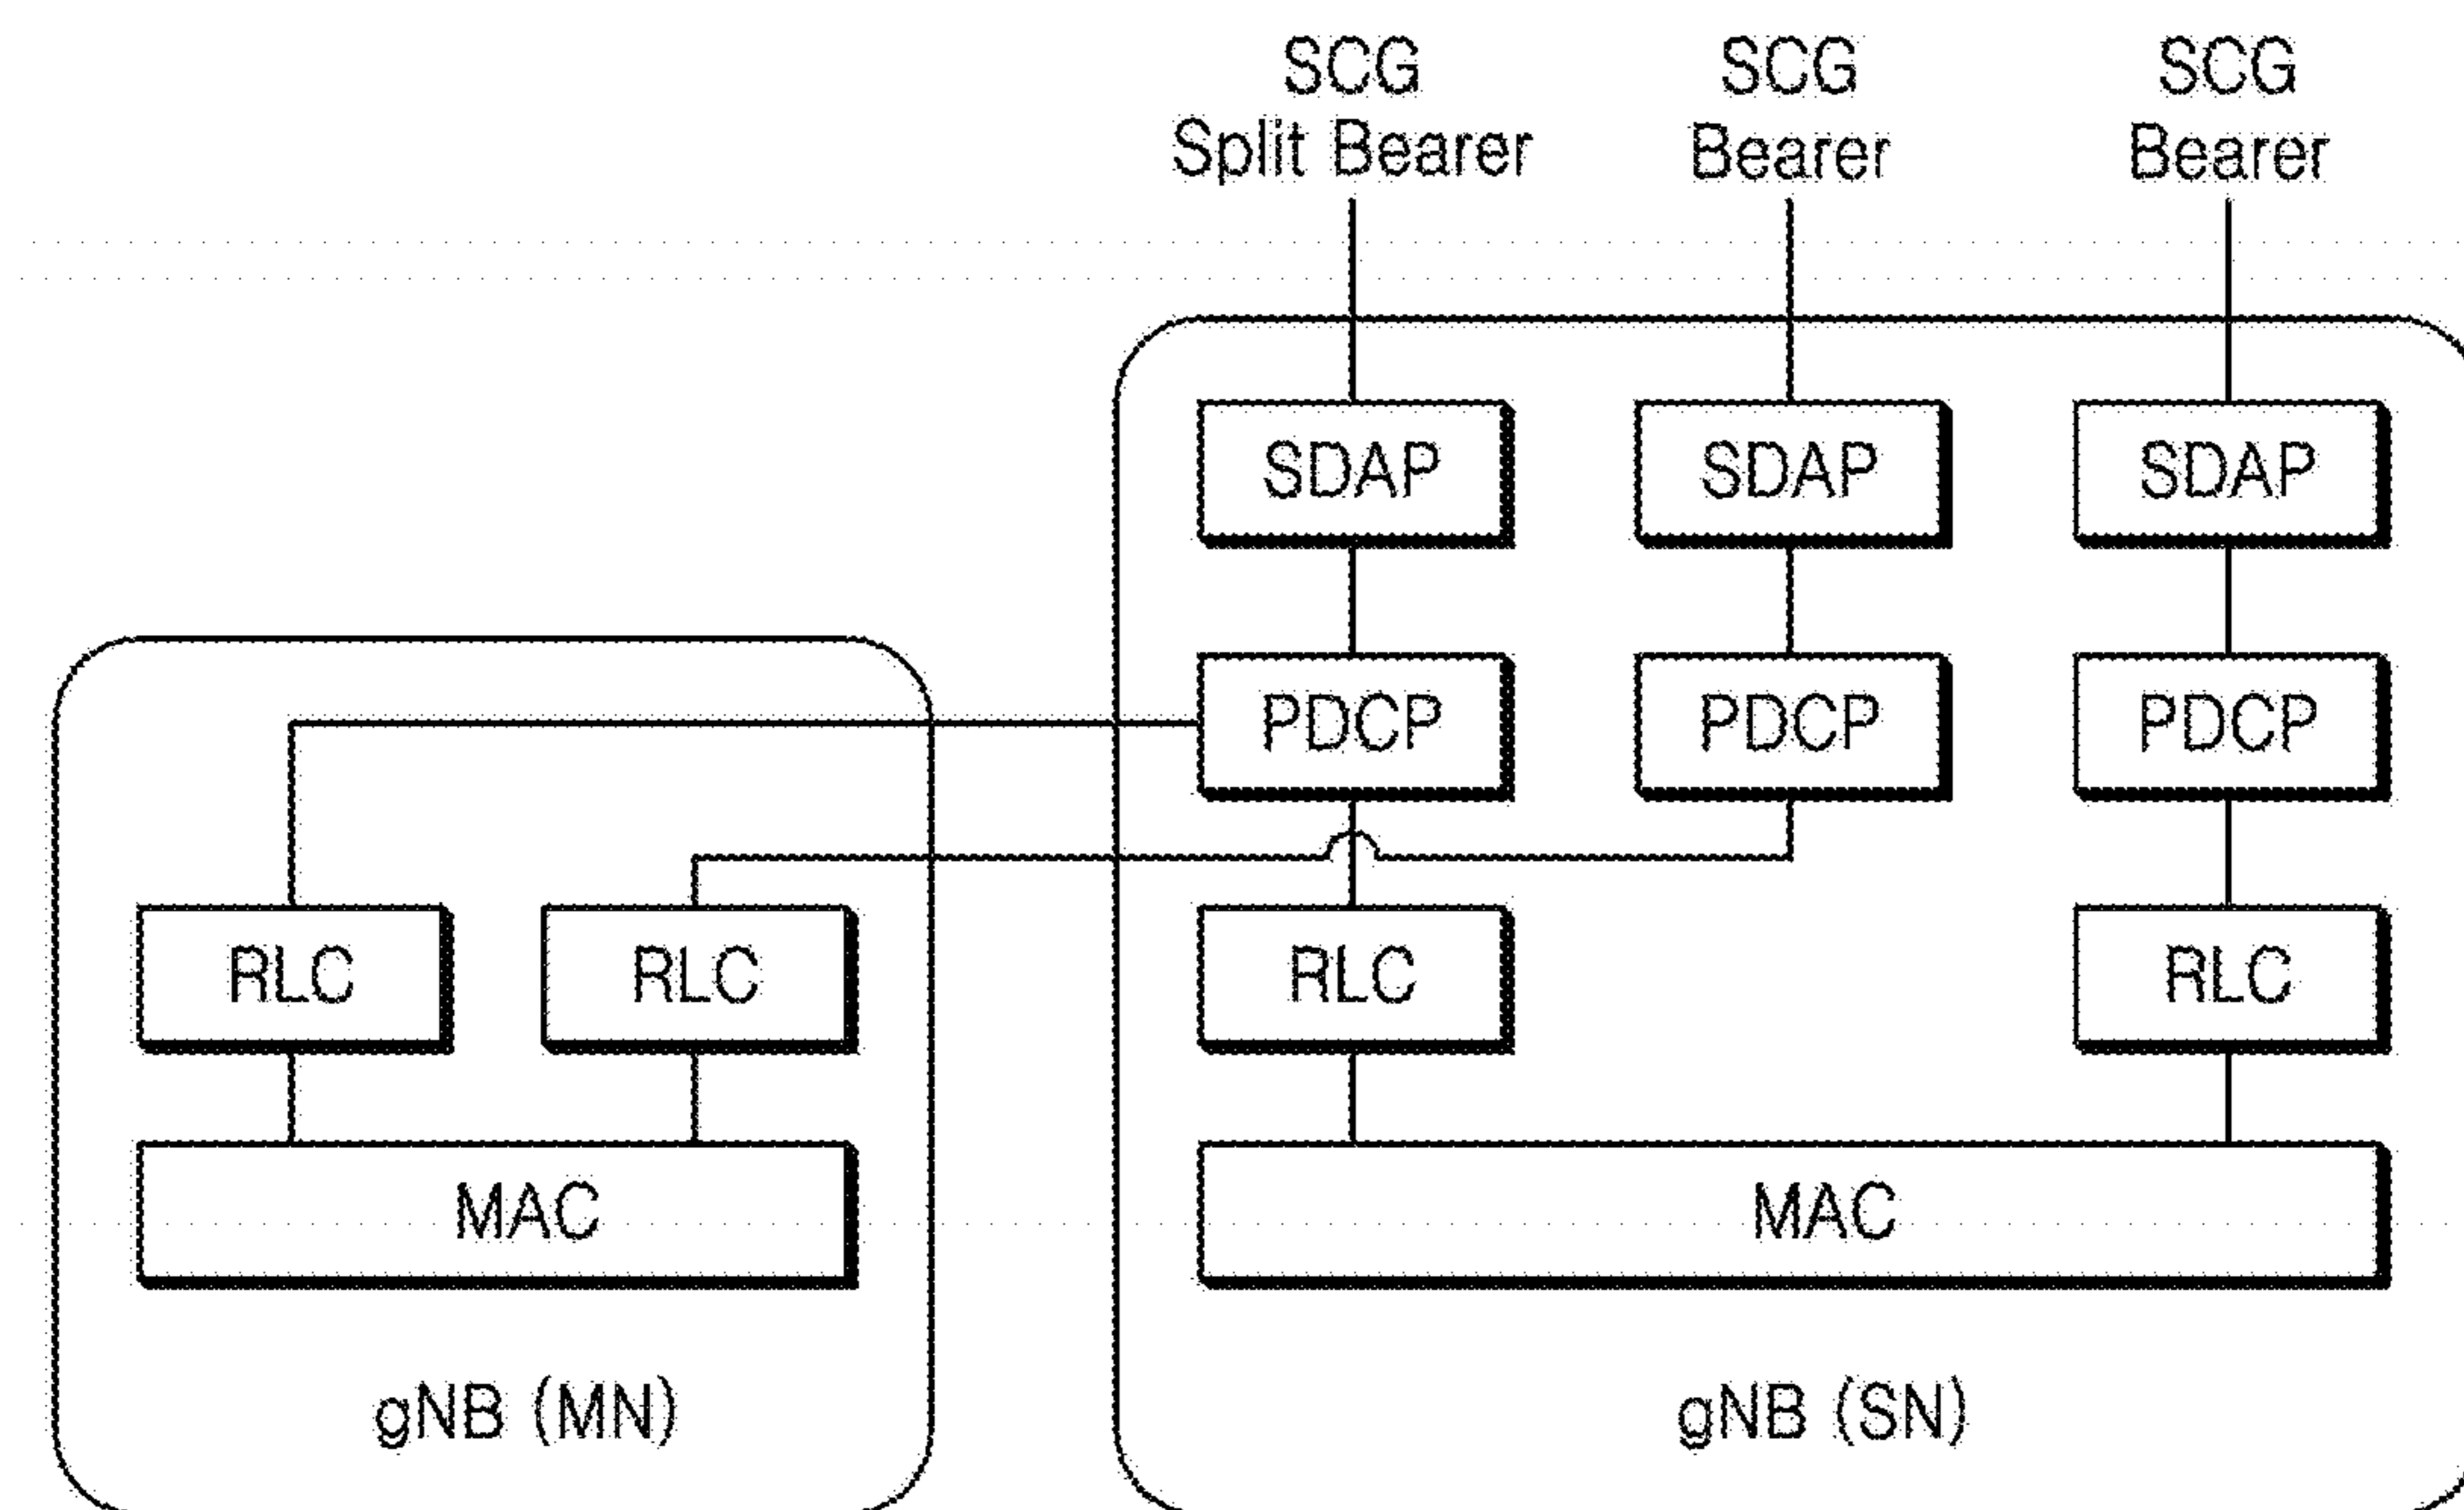 SCG
Split Bearer
SCG
Bearer
SCG
Bearer
SDAP
SDAP
SDAP
PDCP
PDCP
PDCP
RLC
RLC
RLC
RLC
MAC
MAC
gNB (MN)
gNB (SN)